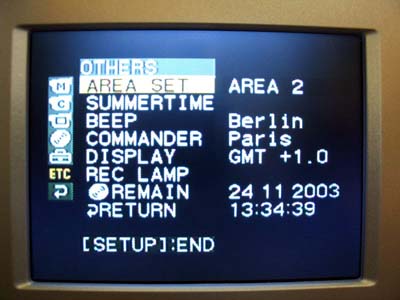 OTHERS
AREA SET AREA 2
SUMMERTIME
BEEP Berlin
COMMANDER Paris
DISPLAY GMT +1.0
ETC REC LAMP
REMAIN 24 11 2003
RETURN 13:34:39
[SETUP]:END
M
C